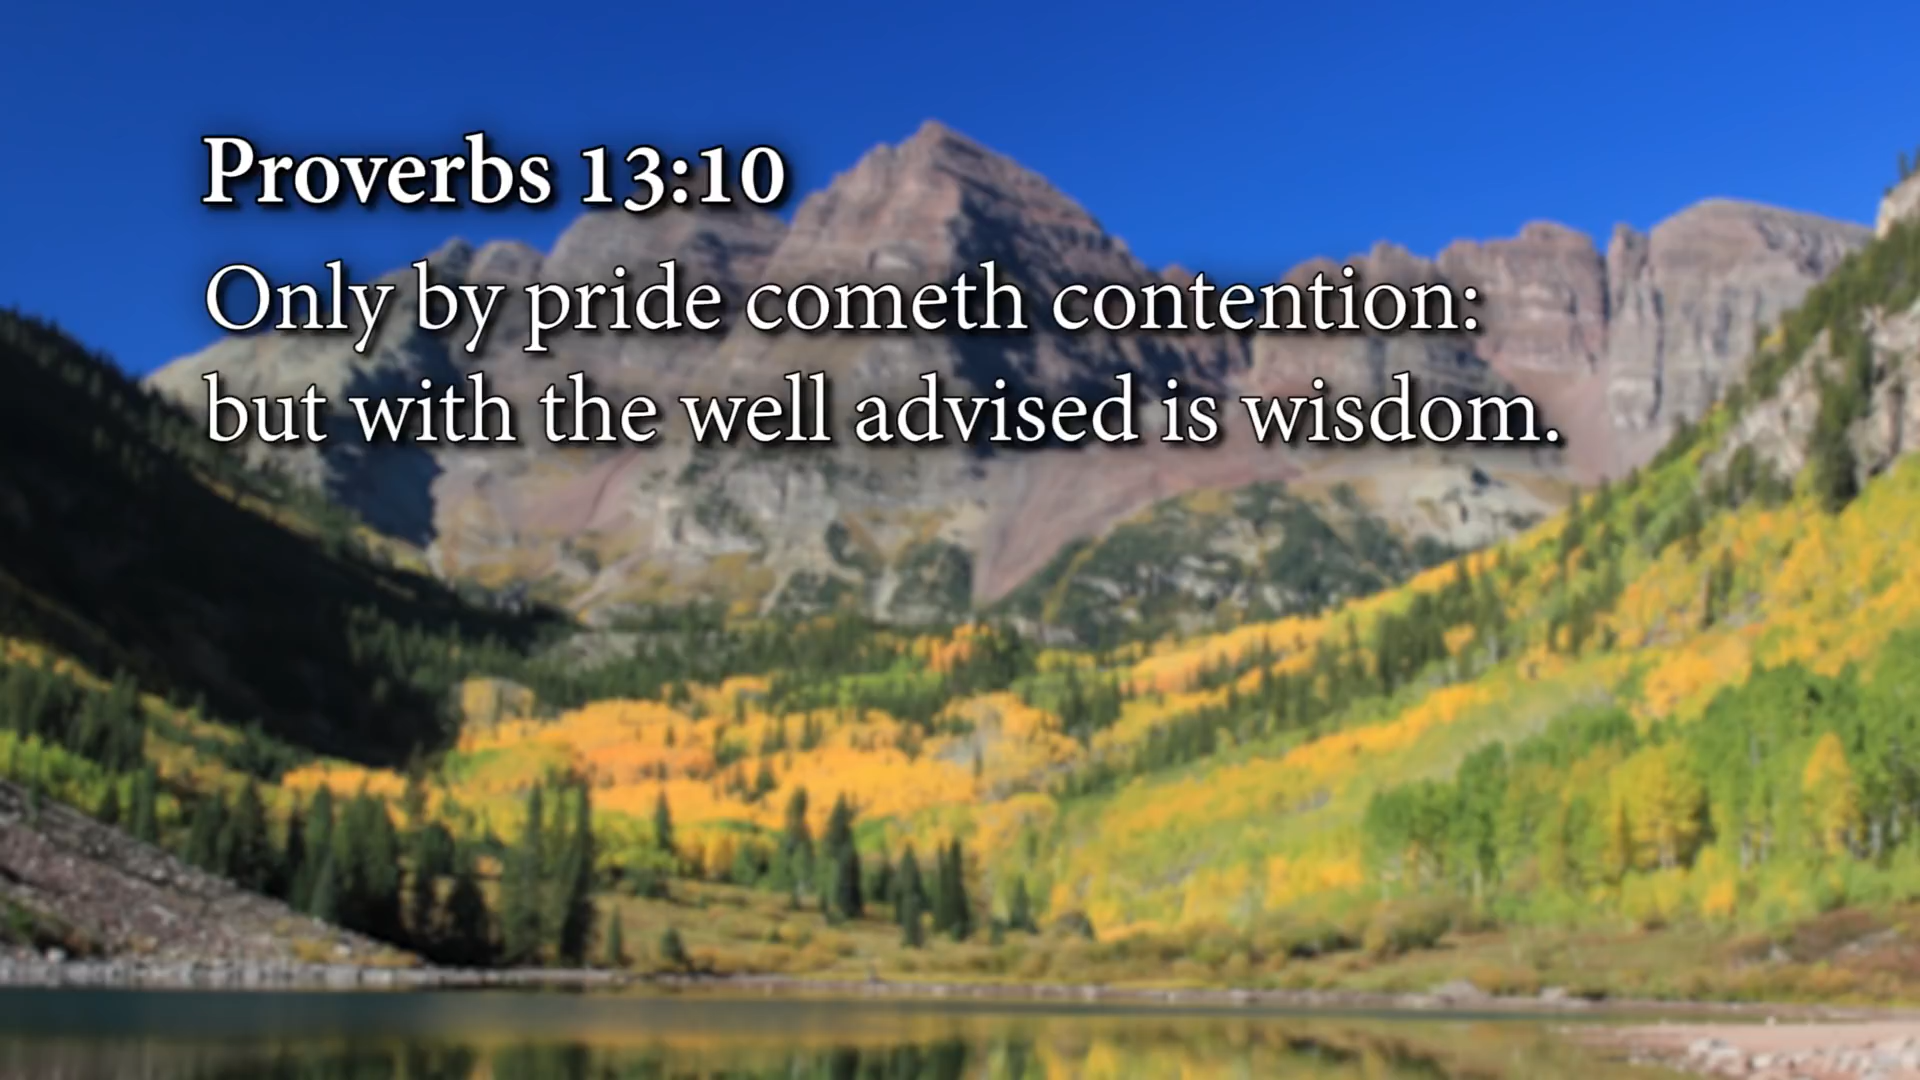 Proverbs 13:10
Only by pride cometh contention:
but with the well advised is wisdom.